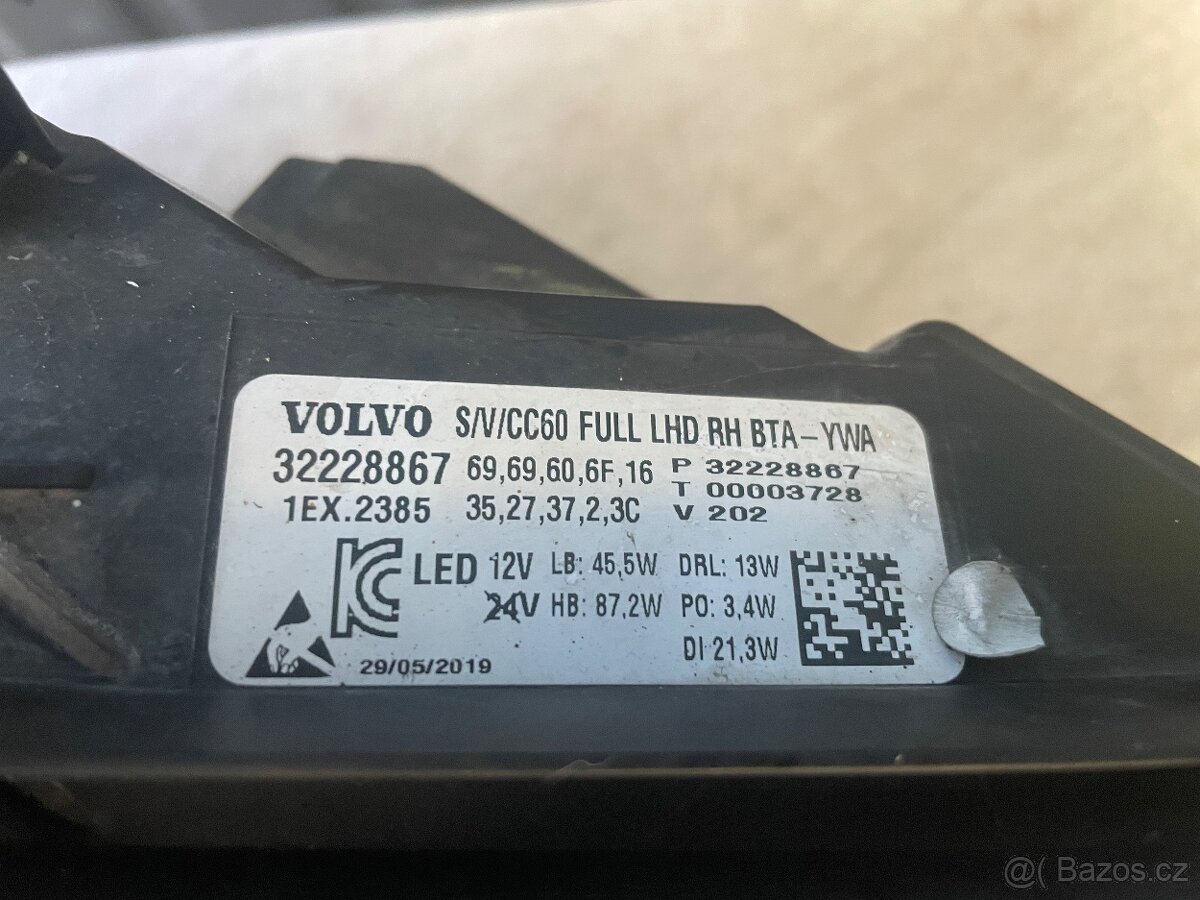 VOLVO S/V/CC60 FULL LHD RH BTA-YWA
32228867 69,69,60,6F,16 P 32228867
T 00003728
1EX.2385 35,27,37,2,3C V 202
LED 12V LB: 45,5W DRL: 13W
24V HB: 87,2W PO: 3,4W
DI 21,3W
29/05/2019
@( Bazos.cz